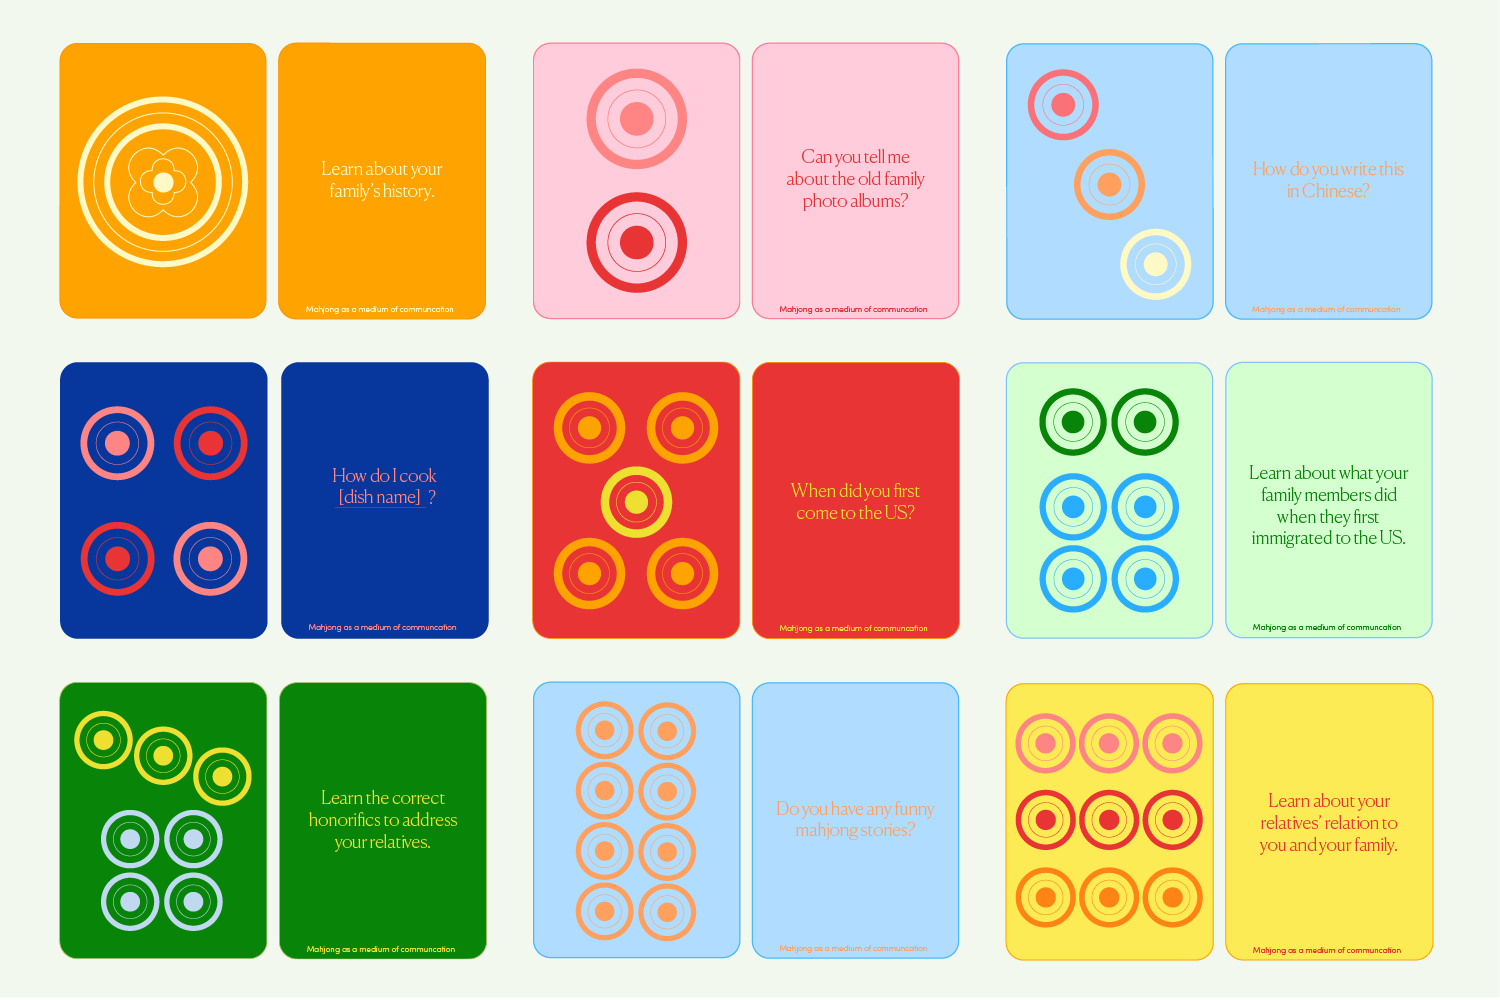 Learn about your
family's history.
Mahjong as a medium of communcation
Can you tell me
about the old family
photo albums?
Mahjong as a medium of communcation
How do you write this
in Chinese?
Mahjong as a medium of communcation
How do I cook
[dish name] ?
Mahjong as a medium of communcation
When did you first
come to the US?
Mahjong as a medium of communcation
Learn about what your
family members did
when they first
immigrated to the US.
Mahjong as a medium of communcation
Learn the correct
honorifics to address
your relatives.
Mahjong as a medium of communcation
Do you have any funny
mahjong stories?
Mahjong as a medium of communcation
Learn about your
relatives' relation to
you and your family.
Mahjong as a medium of communcation